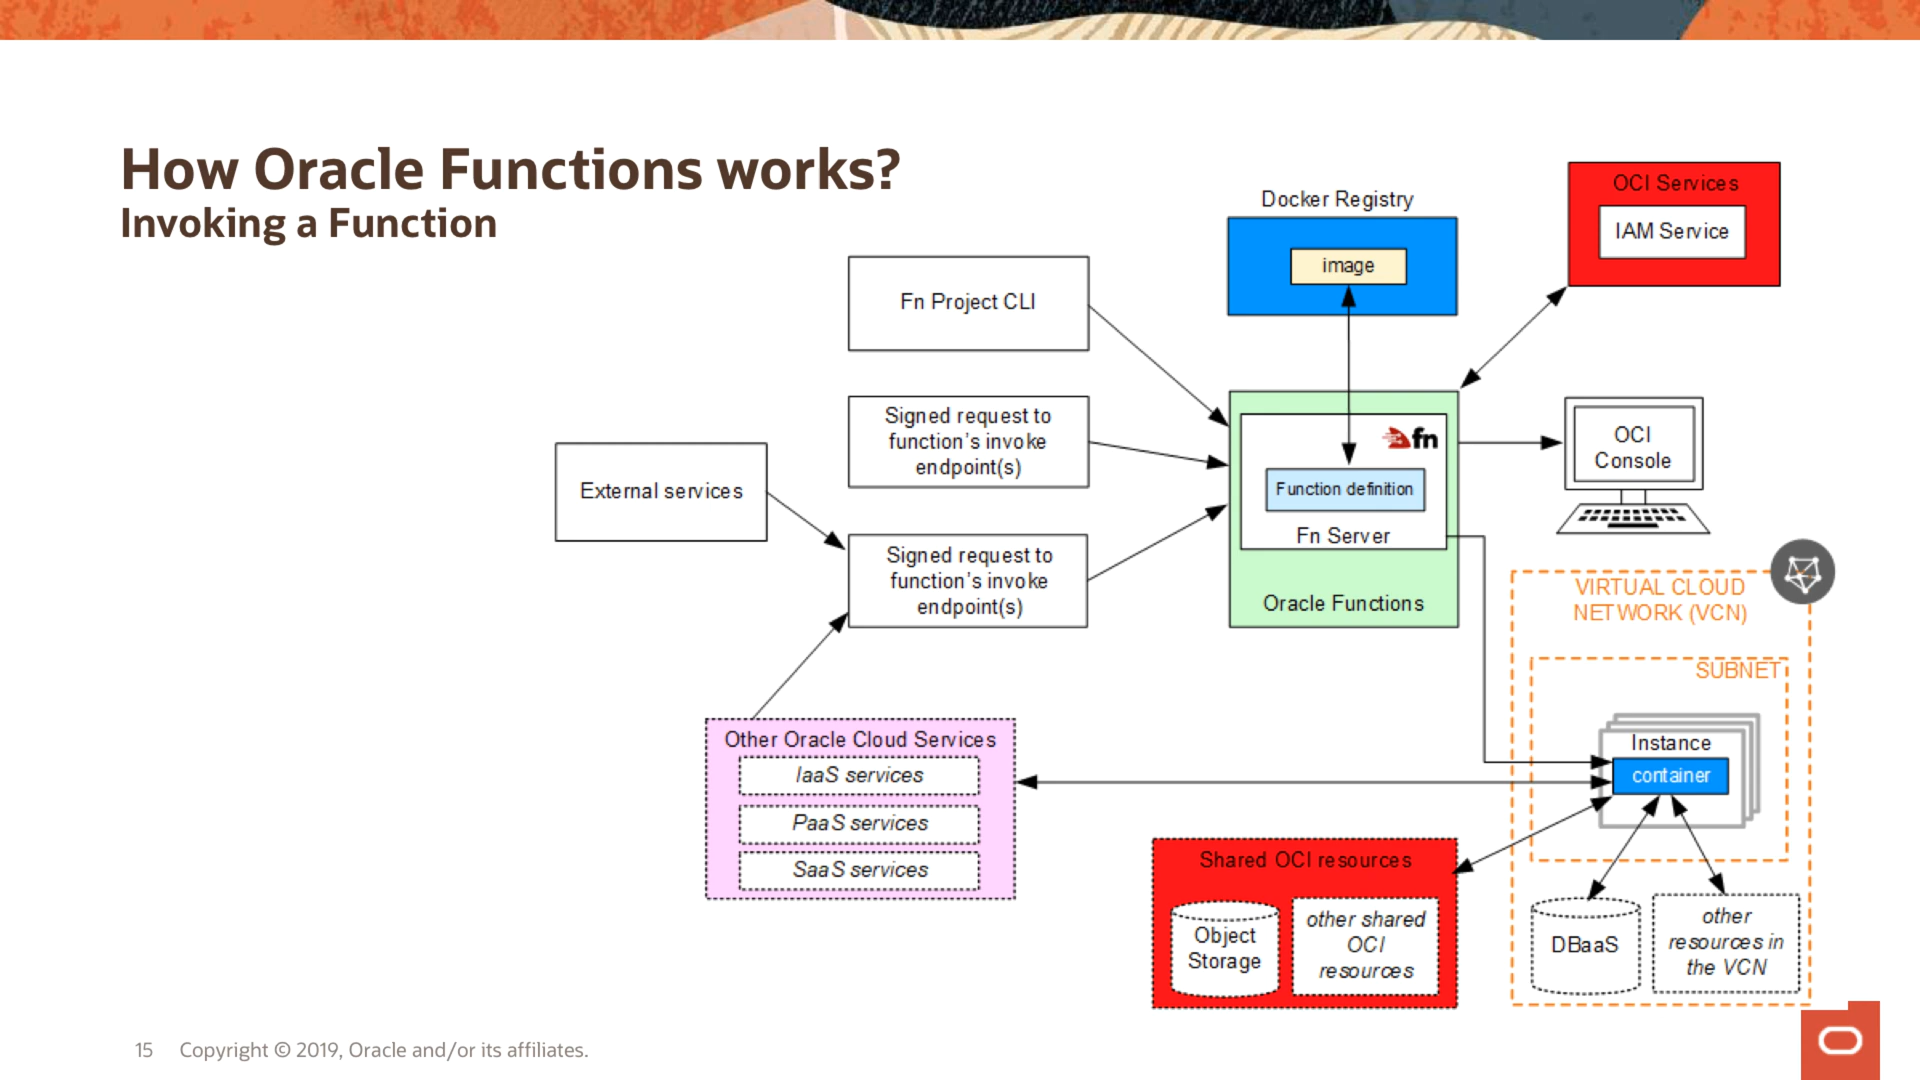 How Oracle Functions works?
Invoking a Function
Docker Registry
image
OCI Services
IAM Service
Fn Project CLI
Signed request to
function's invoke
endpoint(s)
fn
Function definition
Fn Server
Oracle Functions
OCI
Console
External services
Signed request to
function's invoke
endpoint(s)
VIRTUAL CLOUD
NETWORK (VCN)
SUBNET
Instance
container
Other Oracle Cloud Services
IaaS services
PaaS services
SaaS services
Shared OCI resources
Object
Storage
other shared
OCI
resources
DBaaS
other
resources in
the VCN
15 Copyright © 2019, Oracle and/or its affiliates.